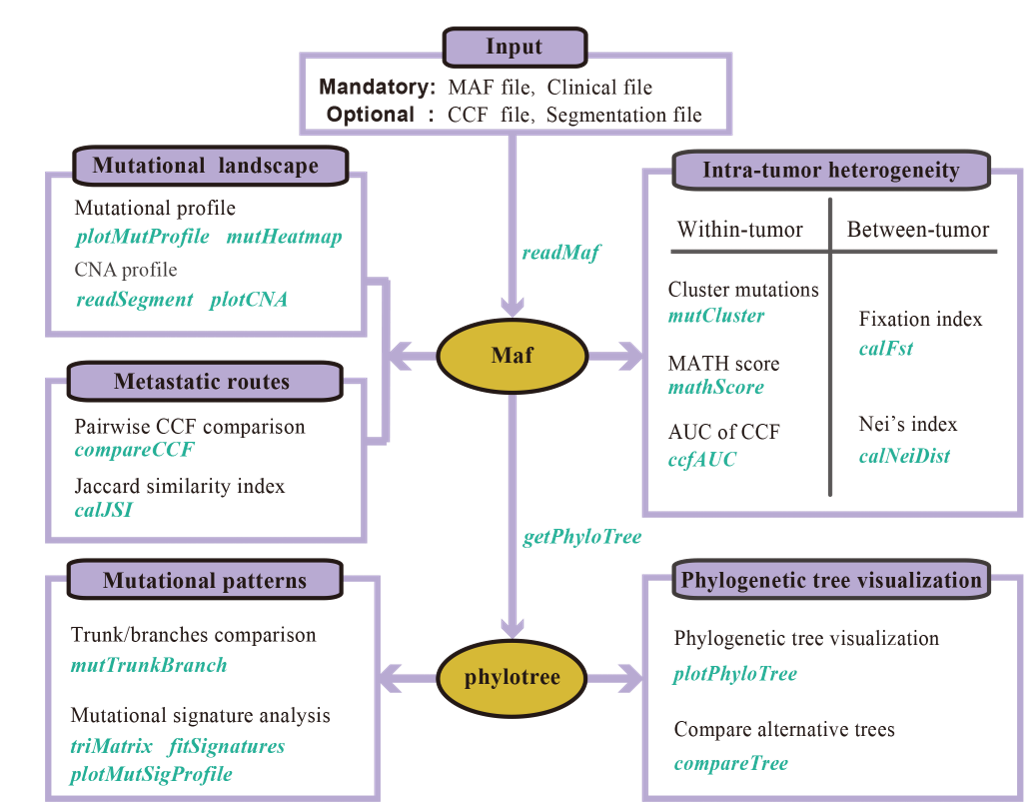 Input
Mandatory: MAF file, Clinical file
Optional : CCF file, Segmentation file
Mutational landscape
Mutational profile
plotMutProfile mutHeatmap
CNA profile
readSegment plotCNA
readMaf
Intra-tumor heterogeneity
Within-tumor
Between-tumor
Cluster mutations
mutCluster
MATH score
mathScore
AUC of CCF
ccfAUC
Fixation index
calFst
Nei's index
calNeiDist
Maf
Metastatic routes
Pairwise CCF comparison
compareCCF
Jaccard similarity index
calJSI
getPhyloTree
Mutational patterns
Trunk/branches comparison
mutTrunkBranch
Mutational signature analysis
triMatrix fitSignatures
plotMutSigProfile
phylotree
Phylogenetic tree visualization
Phylogenetic tree visualization
plotPhyloTree
Compare alternative trees
compareTree